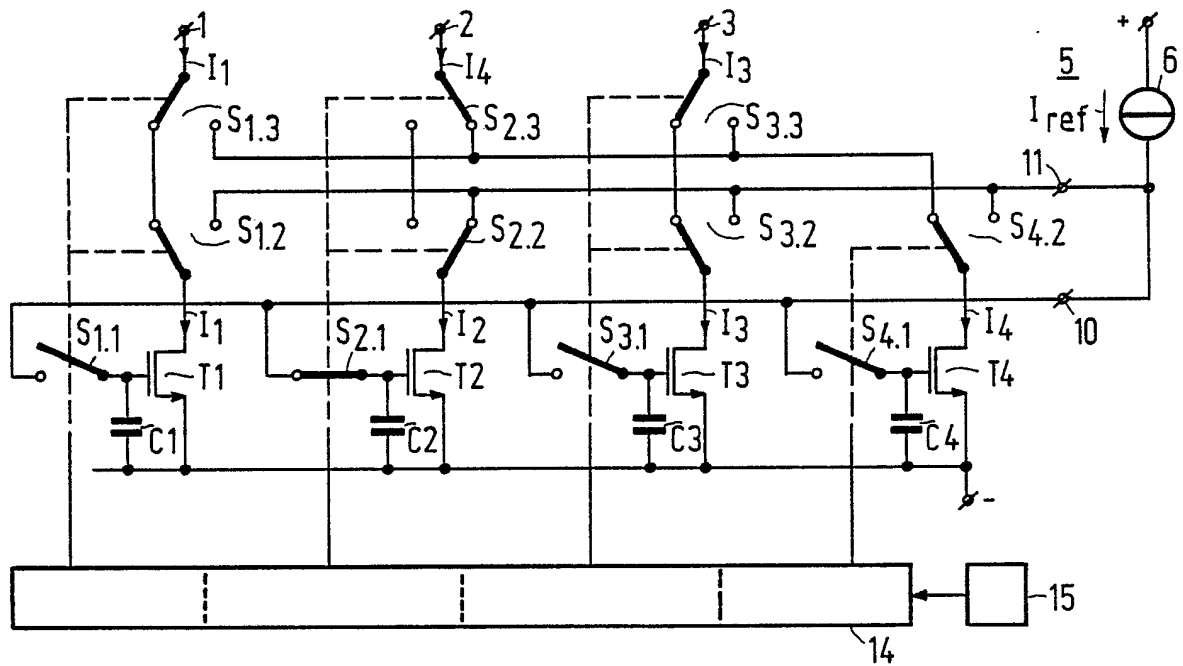 1 2 3 +
I1 I4 I3 5 6
S1.3 S2.3 S3.3 Iref
11
S1.2 S2.2 S3.2 S4.2
10
S1.1 I1 S2.1 I2 S3.1 I3 S4.1 I4
T1 T2 T3 T4
C1 C2 C3 C4
-
15
14